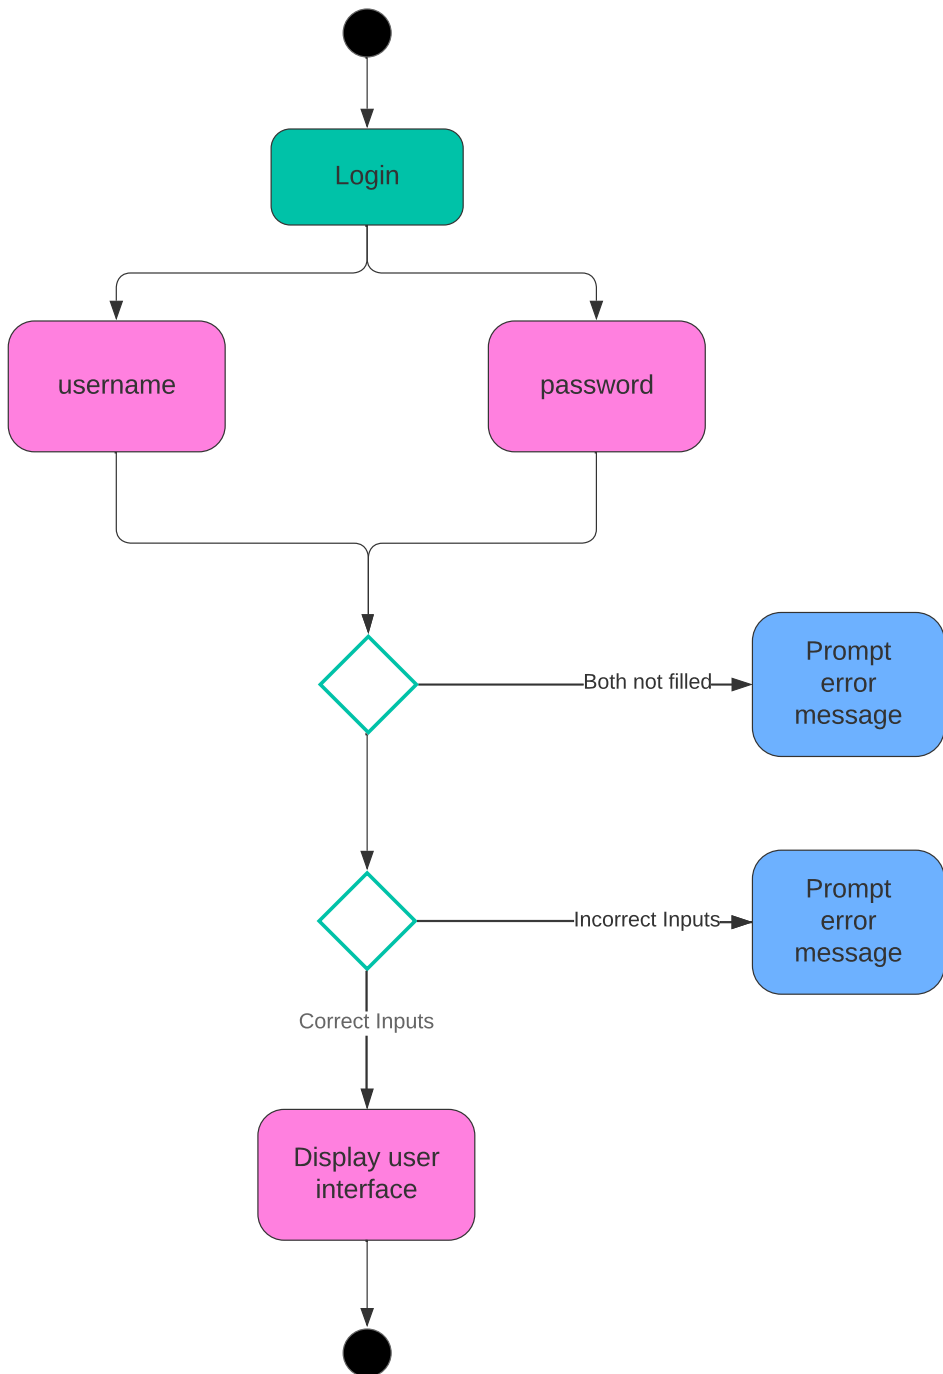 Login
username
password
Both not filled
Prompt
error
message
Incorrect Inputs
Prompt
error
message
Correct Inputs
Display user
interface